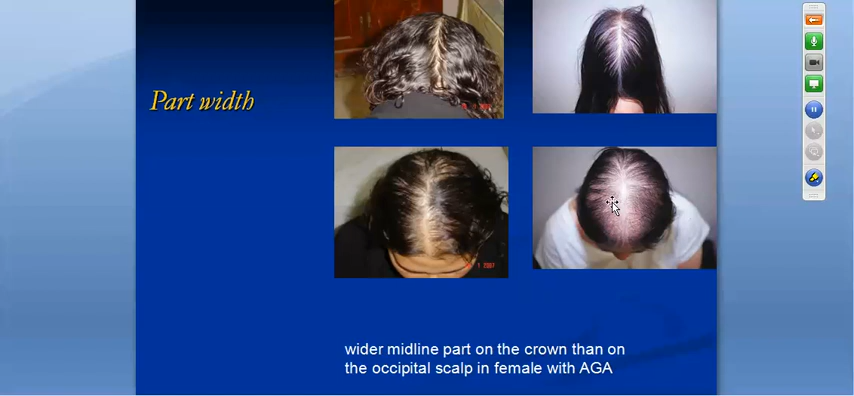 Part width
wider midline part on the crown than on
the occipital scalp in female with AGA